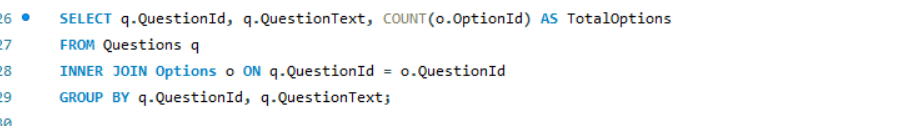 26 SELECT q.QuestionId, q.QuestionText, COUNT(o.OptionId) AS TotalOptions
27 FROM Questions q
28 INNER JOIN Options o ON q.QuestionId = o.QuestionId
29 GROUP BY q.QuestionId, q.QuestionText;
30